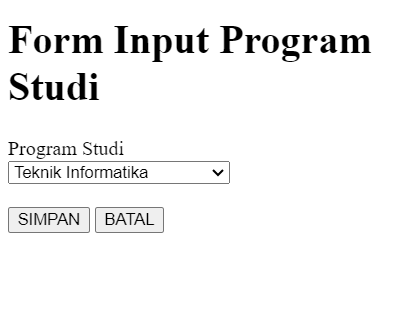 Form Input Program
Studi
Program Studi
Teknik Informatika
SIMPAN BATAL